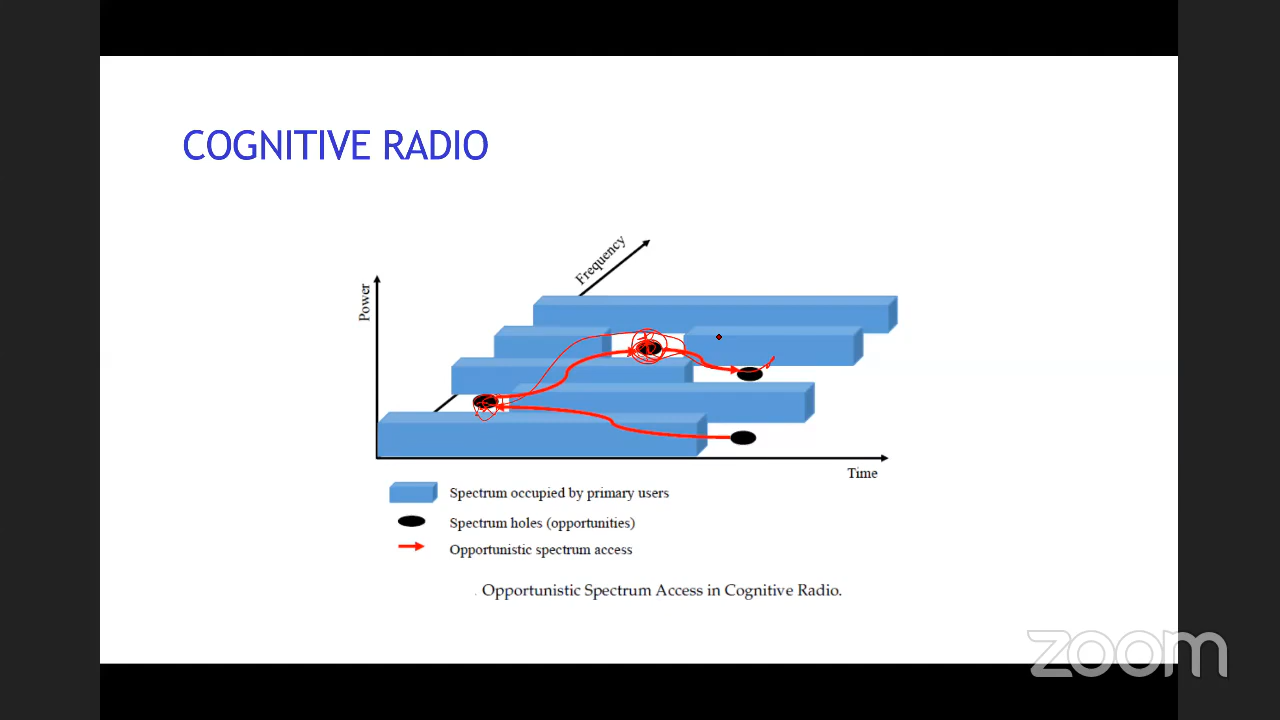 COGNITIVE RADIO
Frequency
Power
Time
Spectrum occupied by primary users
Spectrum holes (opportunities)
Opportunistic spectrum access
Opportunistic Spectrum Access in Cognitive Radio.
zoom